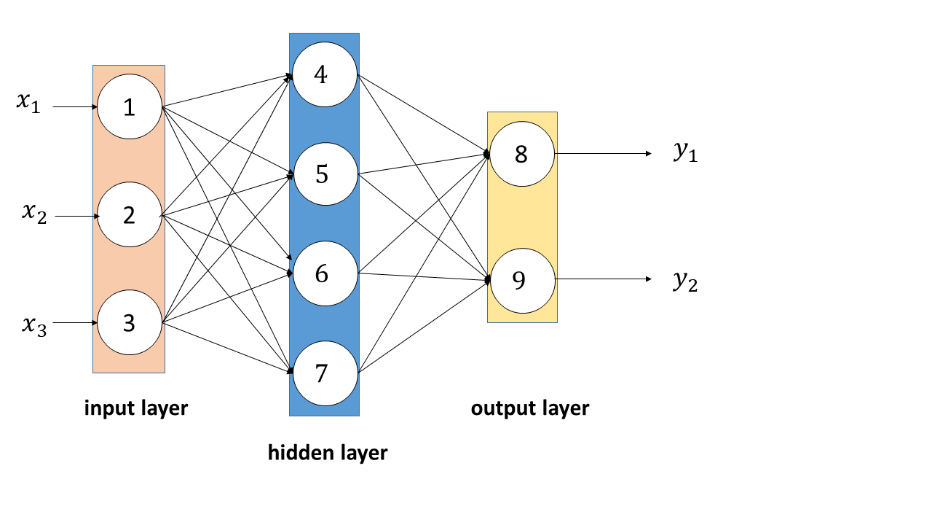 x₁
1
4
8
y₁
x₂
2
5
9
y₂
x₃
3
6
7
input layer
hidden layer
output layer